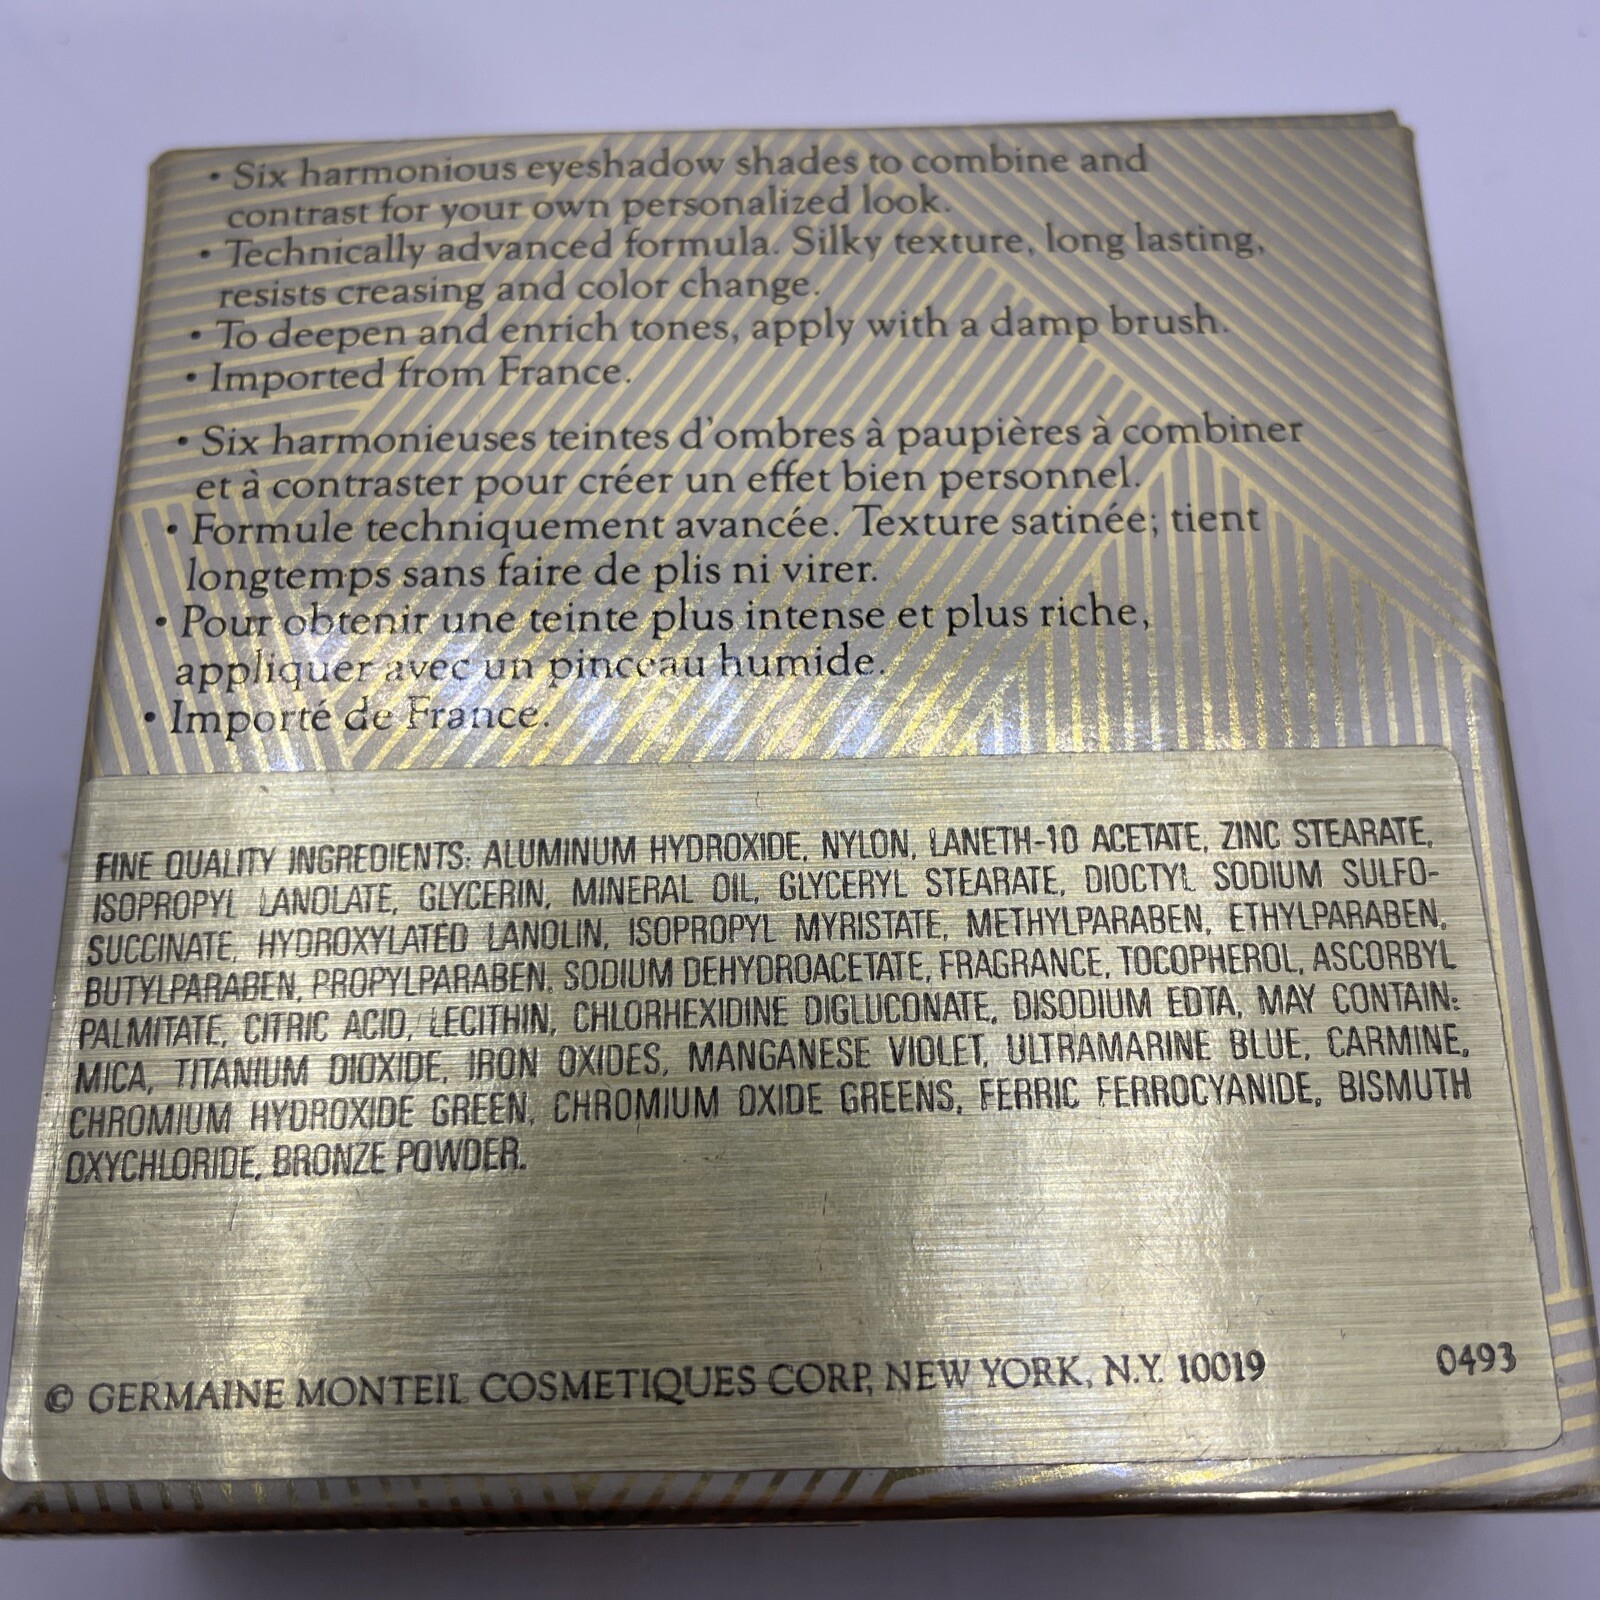 • Six harmonious eyeshadow shades to combine and
contrast for your own personalized look.
• Technically advanced formula. Silky texture, long lasting,
resists creasing and color change.
• To deepen and enrich tones, apply with a damp brush.
• Imported from France.
• Six harmonieuses teintes d'ombres à paupières à combiner
et à contraster pour créer un effet bien personnel.
• Formule techniquement avancée. Texture satinée; tient
longtemps sans faire de plis ni virer.
• Pour obtenir une teinte plus intense et plus riche,
appliquer avec un pinceau humide.
• Importé de France.
FINE QUALITY INGREDIENTS: ALUMINUM HYDROXIDE, NYLON, LANETH-10 ACETATE, ZINC STEARATE,
ISOPROPYL LANOLATE, GLYCERIN, MINERAL OIL, GLYCERYL STEARATE, DIOCTYL SODIUM SULFO-
SUCCINATE, HYDROXYLATED LANOLIN, ISOPROPYL MYRISTATE, METHYLPARABEN, ETHYLPARABEN,
BUTYLPARABEN, PROPYLPARABEN, SODIUM DEHYDROACETATE, FRAGRANCE, TOCOPHEROL, ASCORBYL
PALMITATE, CITRIC ACID, LECITHIN, CHLORHEXIDINE DIGLUCONATE, DISODIUM EDTA, MAY CONTAIN:
MICA, TITANIUM DIOXIDE, IRON OXIDES, MANGANESE VIOLET, ULTRAMARINE BLUE, CARMINE,
CHROMIUM HYDROXIDE GREEN, CHROMIUM OXIDE GREENS, FERRIC FERROCYANIDE, BISMUTH
OXYCHLORIDE, BRONZE POWDER.
© GERMAINE MONTEIL COSMETIQUES CORP., NEW YORK, N.Y. 10019 0493